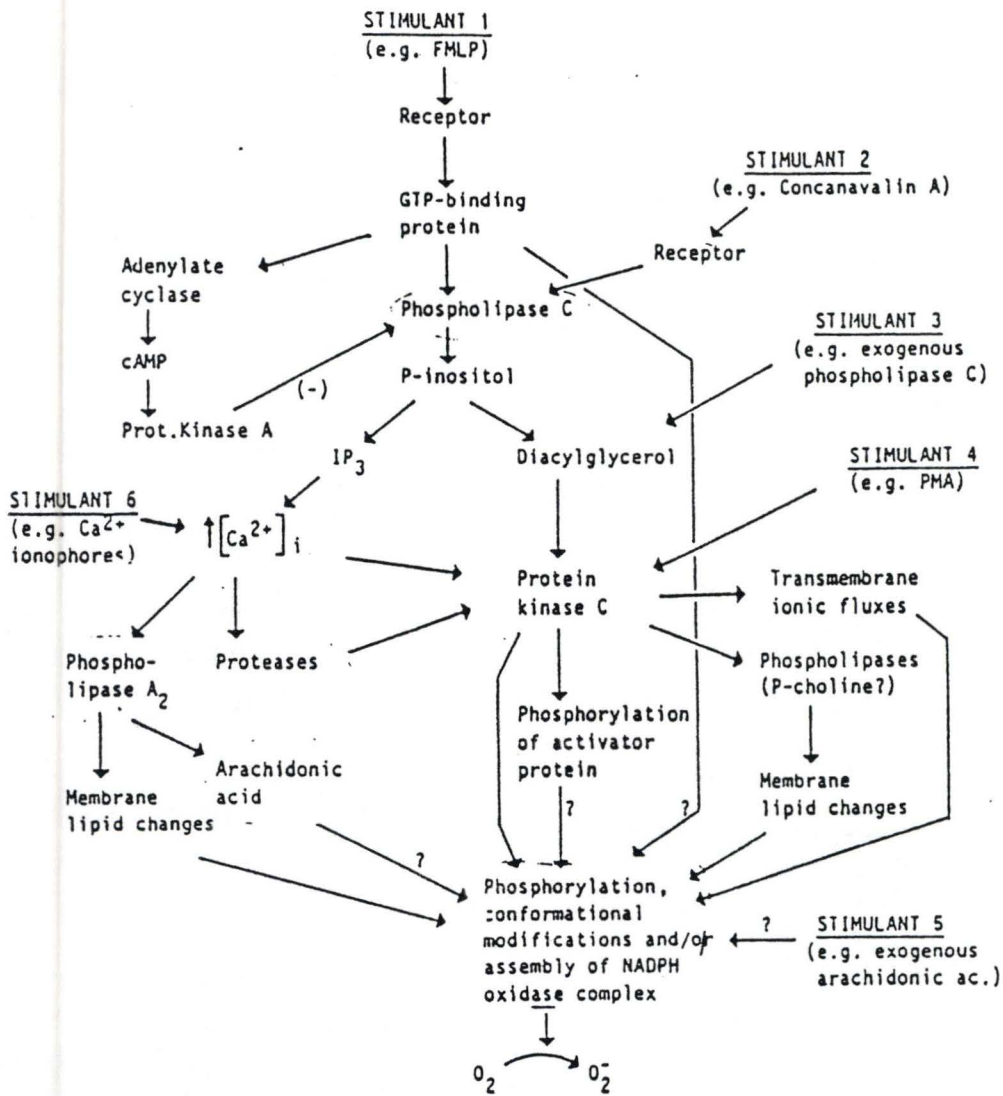 STIMULANT 1
(e.g. FMLP)
Receptor
GTP-binding
protein
STIMULANT 2
(e.g. Concanavalin A)
Receptor
Adenylate
cyclase
Phospholipase C
STIMULANT 3
(e.g. exogenous
phospholipase C)
cAMP
(-)
P-inositol
Prot.Kinase A
IP3
Diacylglycerol
STIMULANT 4
(e.g. PMA)
STIMULANT 6
(e.g. Ca2+
ionophores)
↑[Ca2+]i
Protein
kinase C
Transmembrane
ionic fluxes
Phospho-
lipase A2
Proteases
Phospholipases
(P-choline?)
Phosphorylation
of activator
protein
Arachidonic
acid
Membrane
lipid changes
?
?
Membrane
lipid changes
?
Phosphorylation,
conformational
modifications and/or
assembly of NADPH
oxidase complex
?
STIMULANT 5
(e.g. exogenous
arachidonic ac.)
O2
O2-